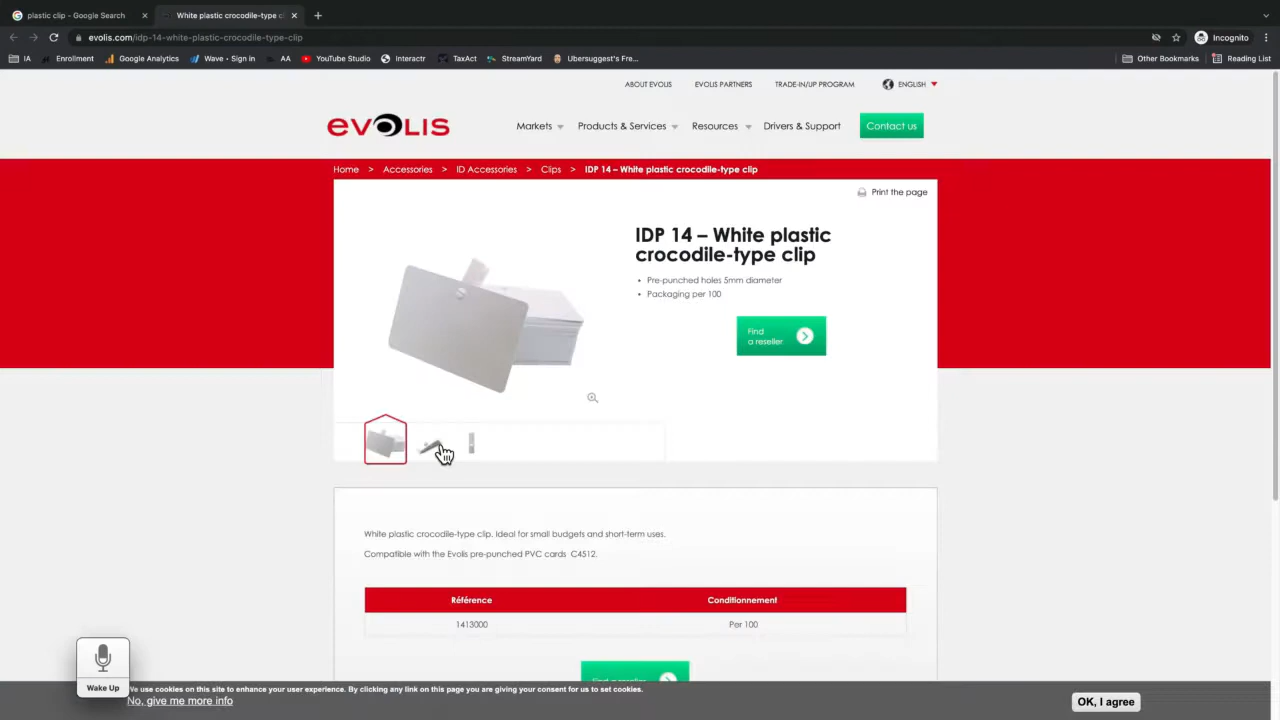 plastic clip - Google Search
White plastic crocodile-type cl
evolis.com/idp-14-white-plastic-crocodile-type-clip
Incognito
IA
Enrollment
Google Analytics
Wave - Sign in
AA
YouTube Studio
Interactr
TaxAct
StreamYard
Ubersuggest's Fre...
Other Bookmarks
Reading List
ABOUT EVOLIS
EVOLIS PARTNERS
TRADE-IN/UP PROGRAM
ENGLISH
evolis
Markets
Products & Services
Resources
Drivers & Support
Contact us
Home > Accessories > ID Accessories > Clips > IDP 14 – White plastic crocodile-type clip
Print the page
IDP 14 – White plastic
crocodile-type clip
• Pre-punched holes 5mm diameter
• Packaging per 100
Find
a reseller
White plastic crocodile-type clip. Ideal for small budgets and short-term uses.
Compatible with the Evolis pre-punched PVC cards C4512.
Référence
Conditionnement
1413000
Per 100
Find a reseller
Wake Up
We use cookies on this site to enhance your user experience. By clicking any link on this page you are giving your consent for us to set cookies.
No, give me more info
OK, I agree